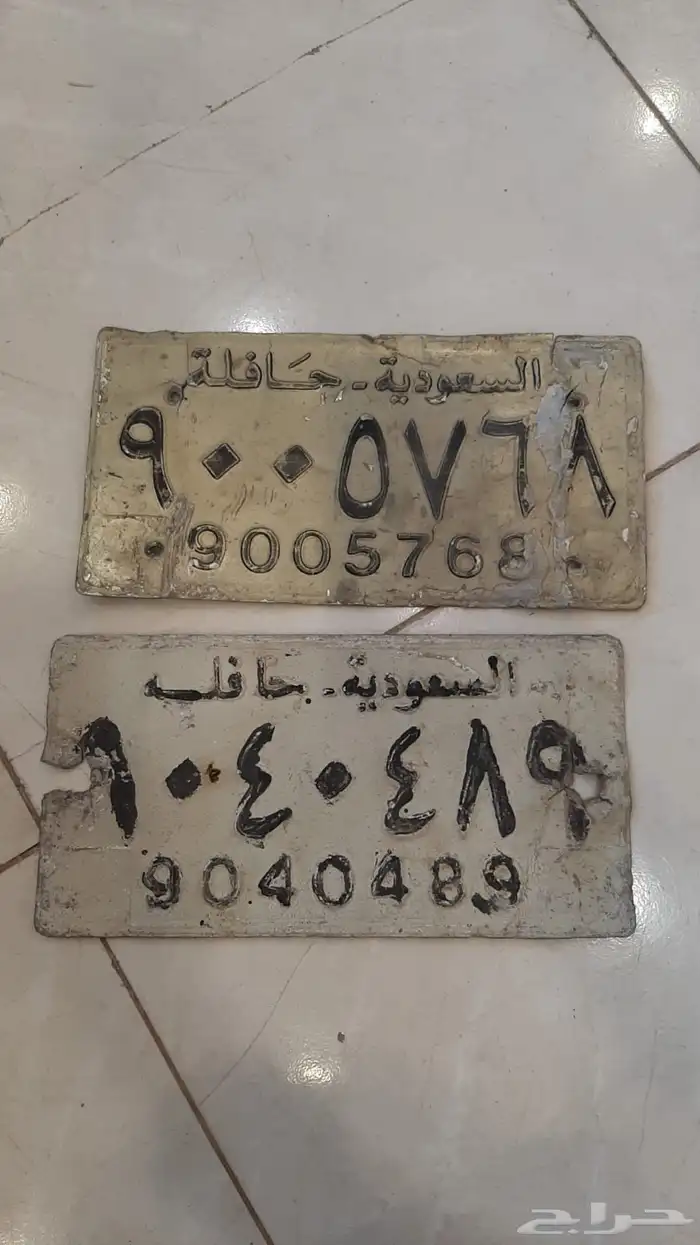 السعودية - حافلة
٩٠٠٥٧٦٨
9005768
السعودية - حافله
٩٠٤٠٤٨٩
9040489
حراج